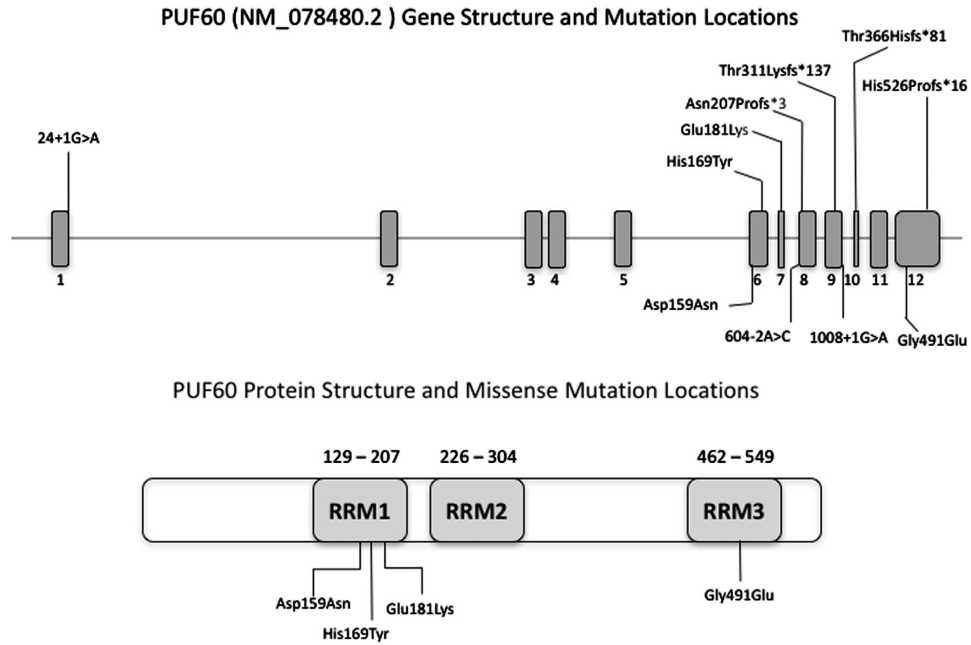 PUF60 (NM_078480.2 ) Gene Structure and Mutation Locations
Thr366Hisfs*81
Thr311Lysfs*137
His526Profs*16
Asn207Profs*3
Glu181Lys
24+1G>A
His169Tyr
1 2 3 4 5 6 7 8 9 10 11 12
Asp159Asn
604-2A>C 1008+1G>A Gly491Glu
PUF60 Protein Structure and Missense Mutation Locations
129 – 207 226 – 304 462 – 549
RRM1 RRM2 RRM3
Asp159Asn Glu181Lys Gly491Glu
His169Tyr